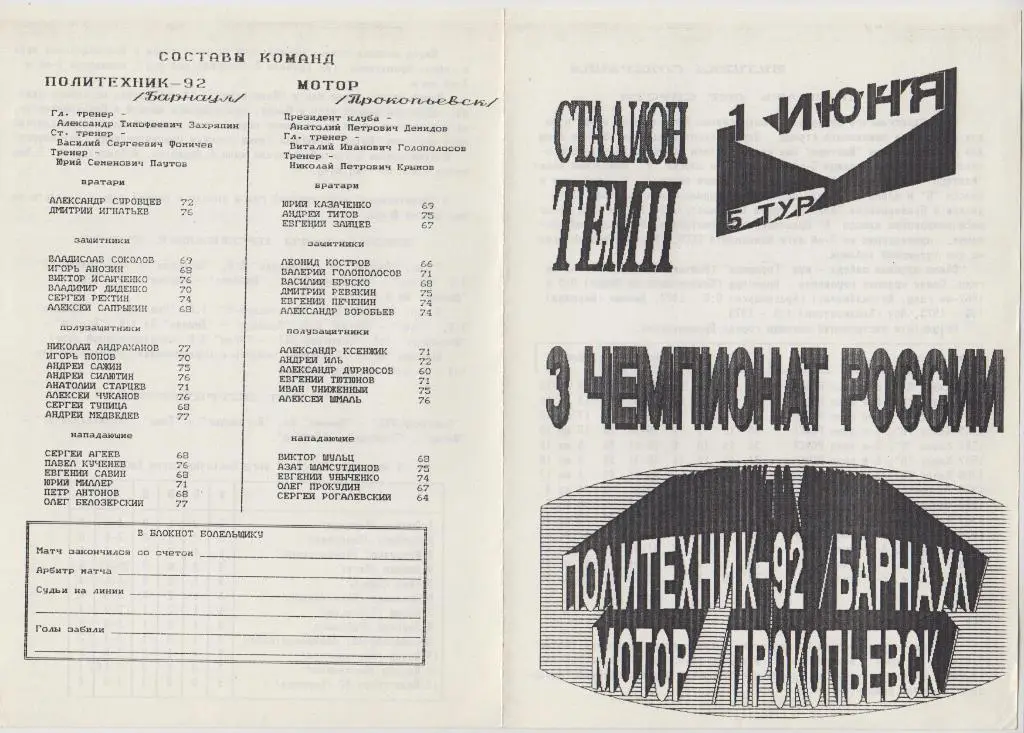 СОСТАВЫ КОМАНД
ПОЛИТЕХНИК-92
/Барнаул/
Гл. тренер -
Александр Тимофеевич Захряпин
Ст. тренер -
Василий Сергеевич Фомичев
Тренер -
Юрий Семенович Паутов
вратари
АЛЕКСАНДР СУРОВЦЕВ 72
ДМИТРИЙ ИГНАТЬЕВ 76
защитники
ВЛАДИСЛАВ СОКОЛОВ 69
ИГОРЬ АНОЗИН 68
ВИКТОР ИСАЙЧЕНКО 76
ВЛАДИМИР ДИДЕНКО 70
СЕРГЕЙ РЕХТИН 74
АЛЕКСЕЙ САПРЫКИН 68
полузащитники
НИКОЛАЙ АНДРАХАНОВ 77
ИГОРЬ ПОПОВ 70
АНДРЕЙ САЖИН 75
АНДРЕЙ СИЛЮТИН 76
АНАТОЛИЙ СТАРЦЕВ 71
АЛЕКСЕЙ ЧУКАНОВ 76
СЕРГЕЙ ТУПИЦА 68
АНДРЕЙ МЕДВЕДЕВ 77
нападающие
СЕРГЕЙ АГЕЕВ 68
ПАВЕЛ КУЧЕНЕВ 76
ЕВГЕНИЙ САВИН 68
ЮРИЙ МИЛЛЕР 71
ПЕТР АНТОНОВ 68
ОЛЕГ БЕЛОЗЕРСКИЙ 77
МОТОР
/Прокопьевск/
Президент клуба -
Анатолий Петрович Демидов
Гл. тренер -
Виталий Иванович Голополосов
Тренер -
Николай Петрович Крымов
вратари
ЮРИЙ КАЗАЧЕНКО 69
АНДРЕЙ ТИТОВ 75
ЕВГЕНИЙ ЗАЙЦЕВ 67
защитники
ЛЕОНИД КОСТРОВ 66
ВАЛЕРИЙ ГОЛОПОЛОСОВ 71
ВАСИЛИЙ БРУСКО 68
ДМИТРИЙ РЕВЯКИН 75
ЕВГЕНИЙ ПЕЧЕНИН 74
АЛЕКСАНДР ВОРОБЬЕВ 74
полузащитники
АЛЕКСАНДР КСЕНЖИК 71
АНДРЕЙ ИЛЬ 72
АЛЕКСАНДР ДУРНОСОВ 60
ЕВГЕНИЙ ТЮТЮНОВ 71
ИВАН УНИЖЕННЫЙ 75
АЛЕКСЕЙ ШМАЛЬ 76
нападающие
ВИКТОР ШУЛЬЦ 68
АЗАТ ШАМСУТДИНОВ 75
ЕВГЕНИЙ УНЫЧЕНКО 74
ОЛЕГ ПРОКУДИН 67
СЕРГЕЙ РОГАЛЕВСКИЙ 64
В БЛОКНОТ БОЛЕЛЬЩИКУ
Матч закончился со счетом
Арбитр матча
Судьи на линии
Голы забили
СТАДИОН
ТЕМП
1 ИЮНЯ
5 ТУР
3 ЧЕМПИОНАТ РОССИИ
ПОЛИТЕХНИК-92 /БАРНАУЛ
МОТОР /ПРОКОПЬЕВСК